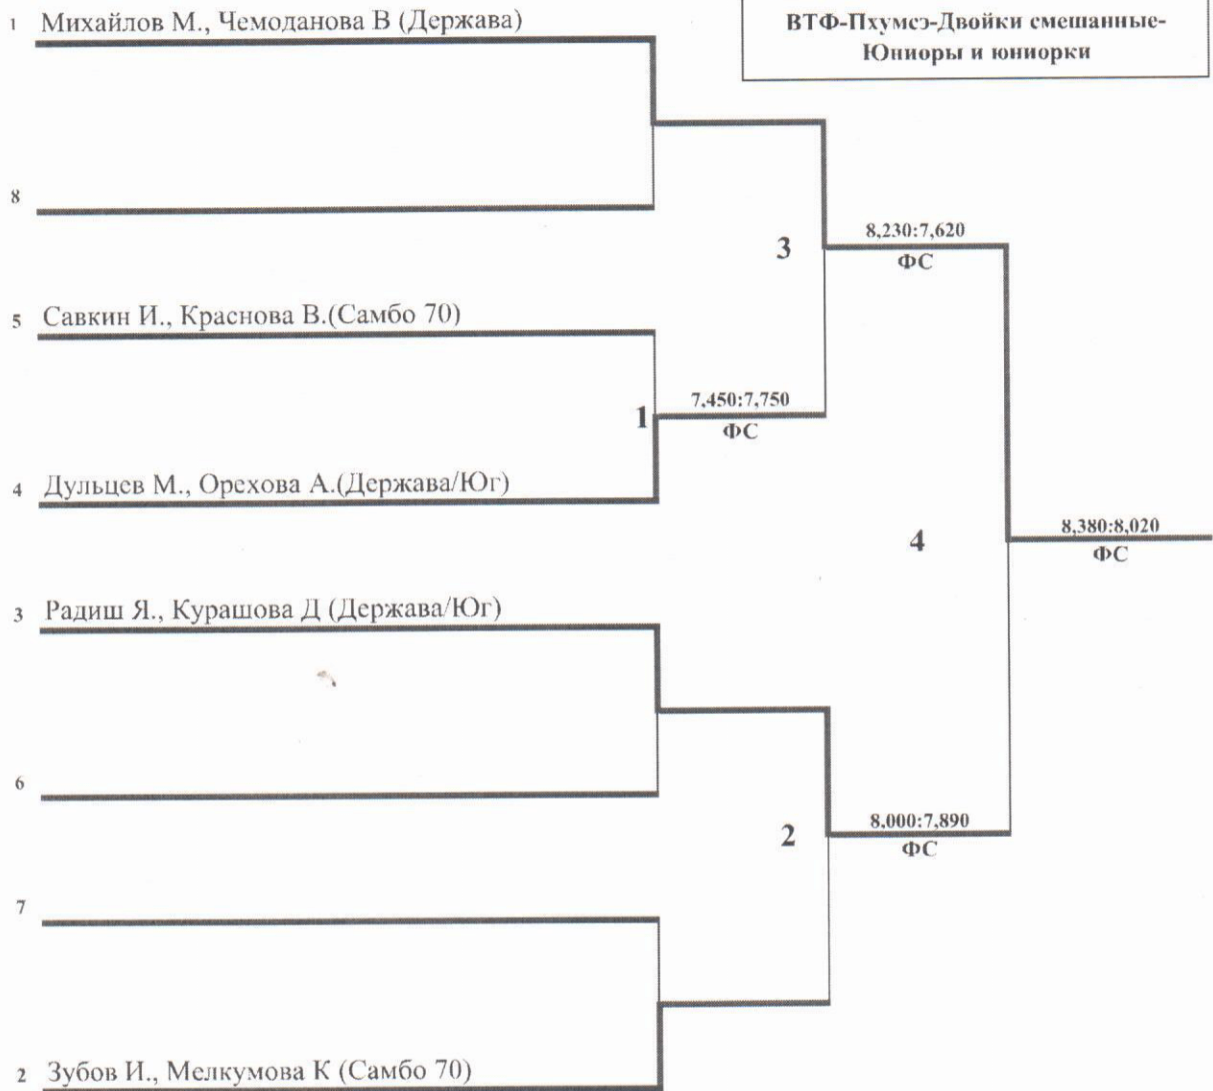 ВТФ-Пхумсэ-Двойки смешанные-
Юниоры и юниорки
1 Михайлов М., Чемоданова В (Держава)
8
3
8,230:7,620
ФС
5 Савкин И., Краснова В.(Самбо 70)
1
7,450:7,750
ФС
4 Дульцев М., Орехова А.(Держава/Юг)
4
8,380:8,020
ФС
3 Радиш Я., Курашова Д (Держава/Юг)
6
2
8,000:7,890
ФС
7
2 Зубов И., Мелкумова К (Самбо 70)